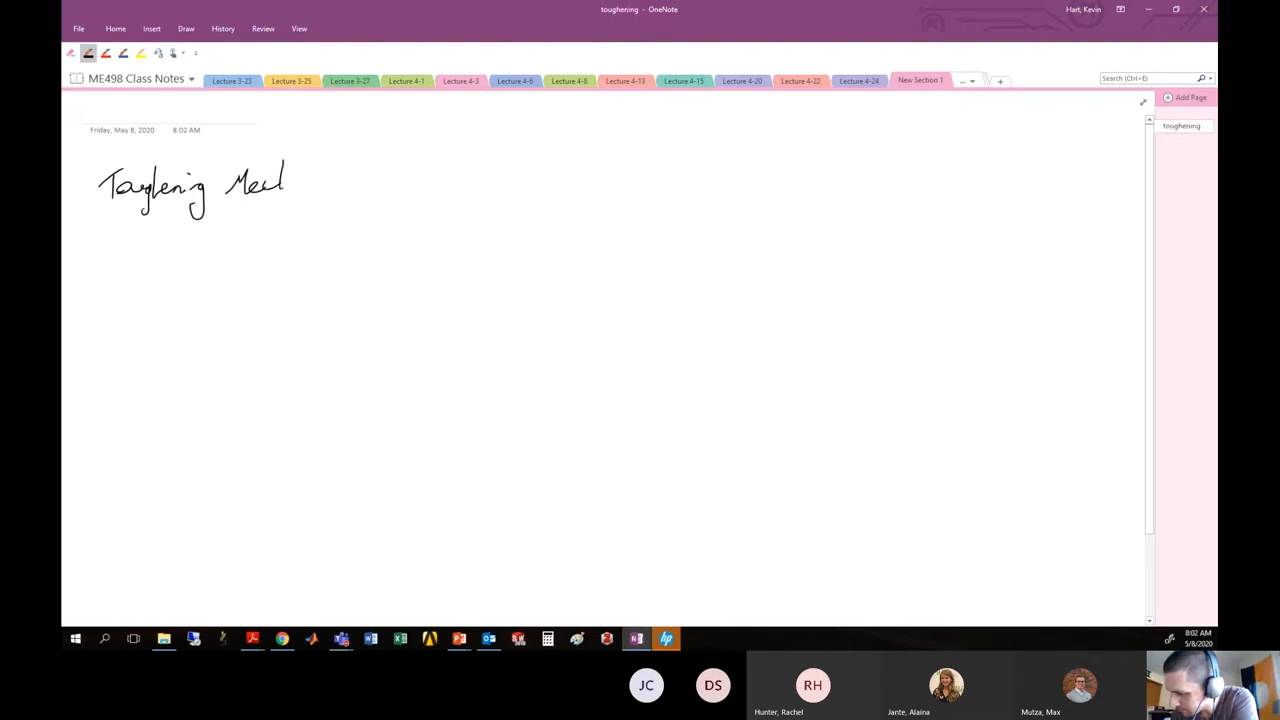 toughening - OneNote
Hart, Kevin
File Home Insert Draw History Review View
ME498 Class Notes Lecture 3-23 Lecture 3-25 Lecture 3-27 Lecture 4-1 Lecture 4-3 Lecture 4-6 Lecture 4-8 Lecture 4-13 Lecture 4-15 Lecture 4-20 Lecture 4-22 Lecture 4-24 New Section 1 ... Search (Ctrl+E)
Add Page
toughening
Friday, May 8, 2020 8:02 AM
Toughening Mech
8:02 AM
5/8/2020
JC DS RH
Hunter, Rachel Jante, Alaina Mutza, Max